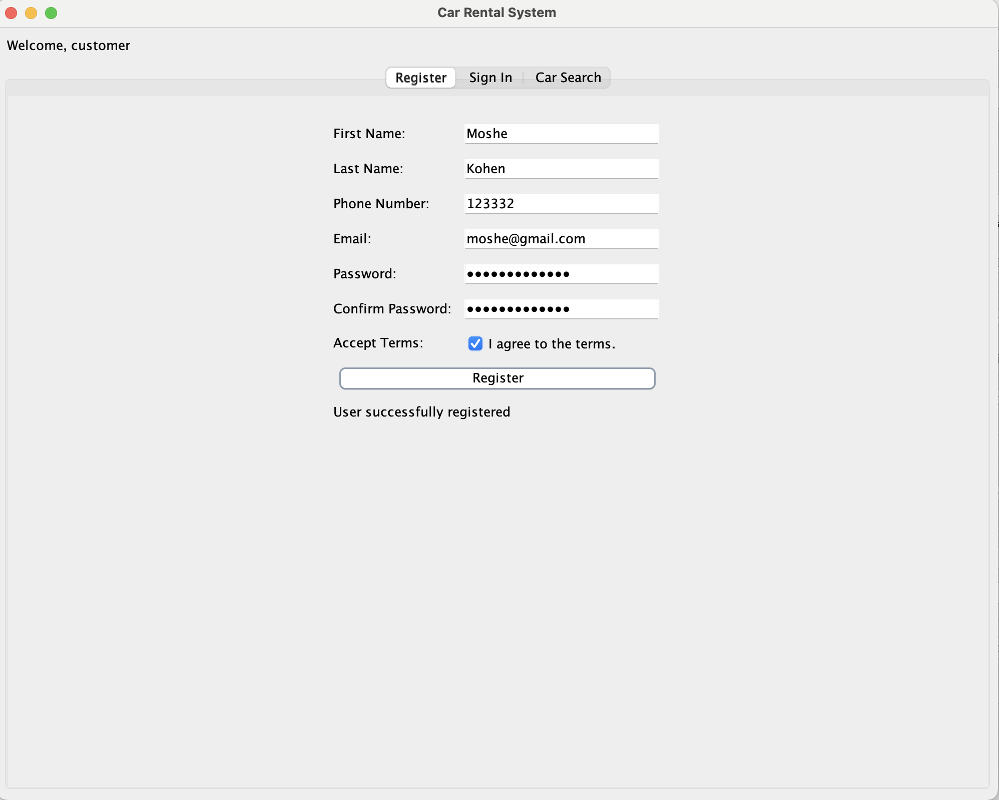 Car Rental System
Welcome, customer
Register Sign In Car Search
First Name: Moshe
Last Name: Kohen
Phone Number: 123332
Email: moshe@gmail.com
Password: •••••••••••••
Confirm Password: •••••••••••••
Accept Terms: I agree to the terms.
Register
User successfully registered